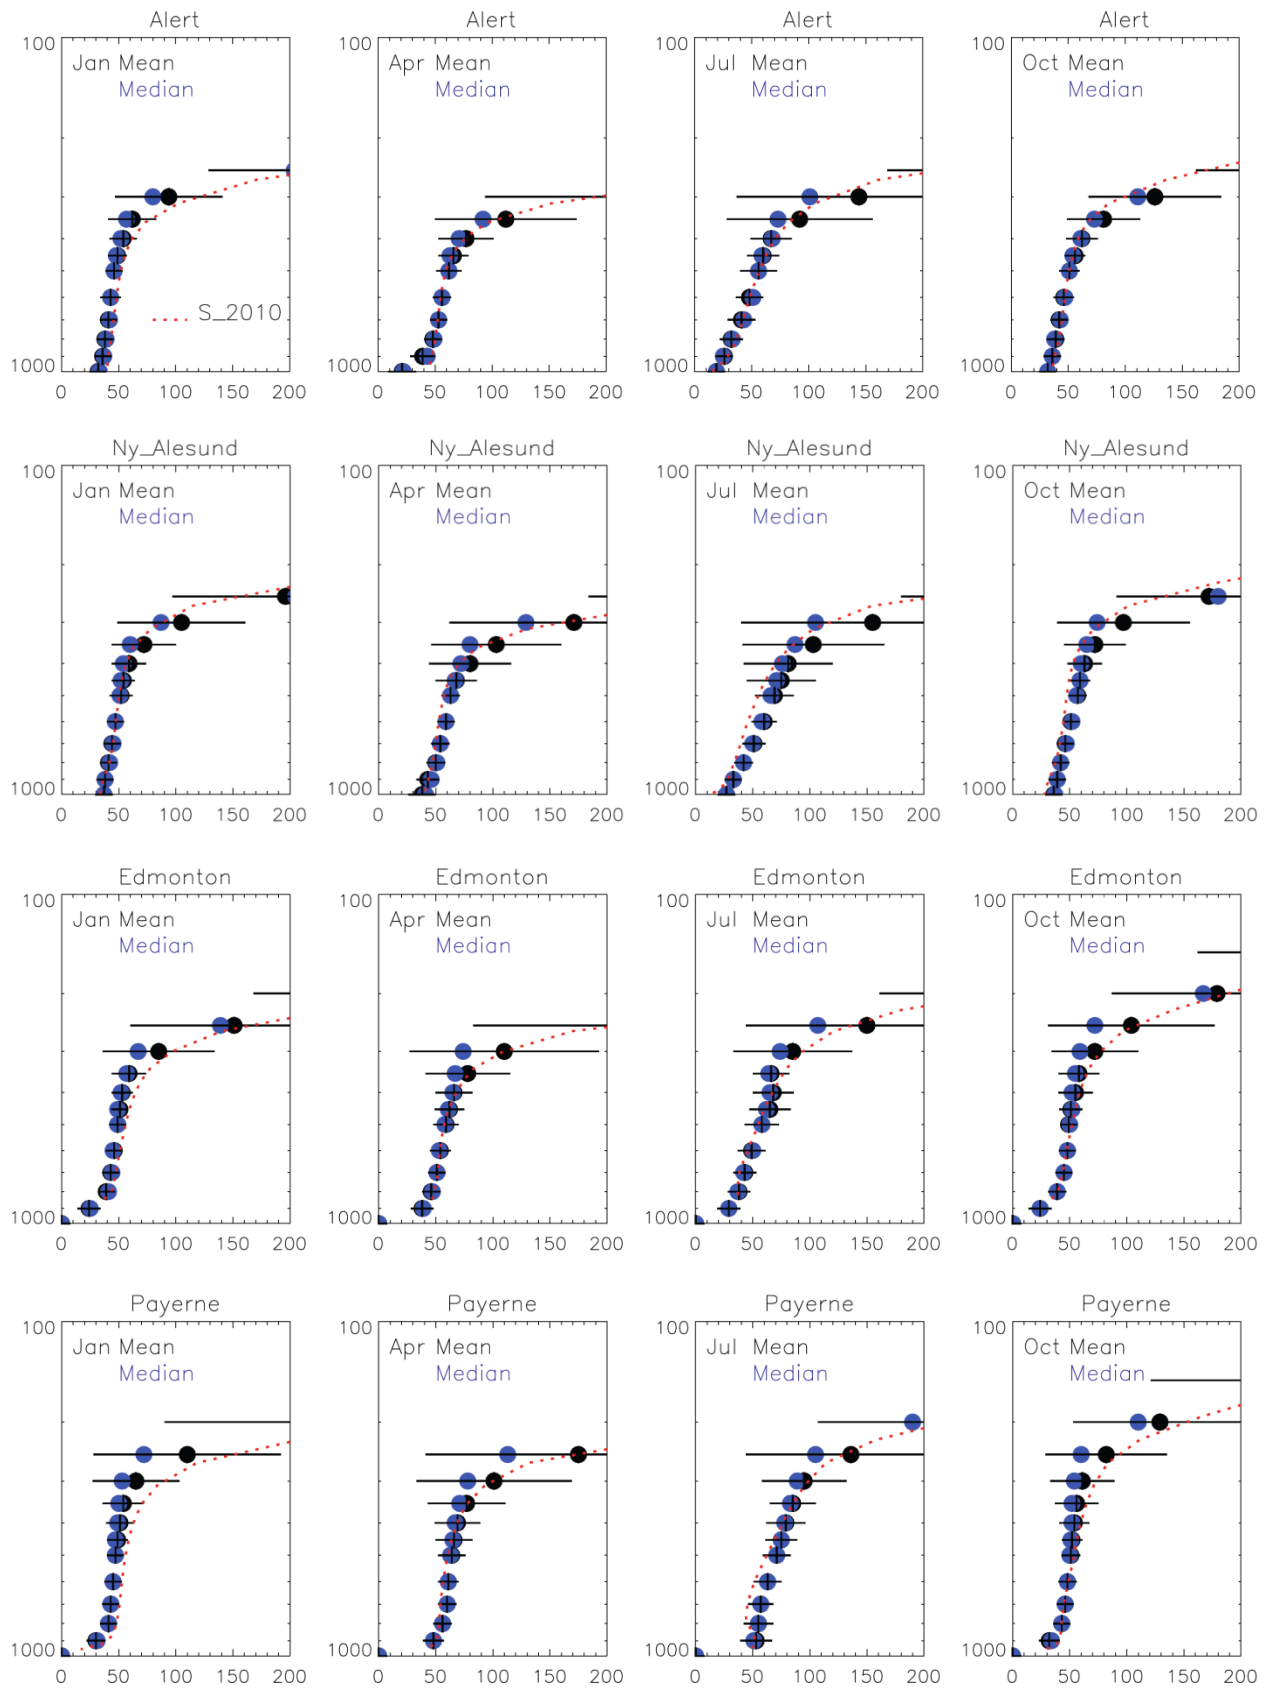 Alert Alert Alert Alert
100 100 100 100
Jan Mean Apr Mean Jul Mean Oct Mean
Median Median Median Median
S_2010
1000 1000 1000 1000
0 50 100 150 200 0 50 100 150 200 0 50 100 150 200 0 50 100 150 200
Ny_Alesund Ny_Alesund Ny_Alesund Ny_Alesund
100 100 100 100
Jan Mean Apr Mean Jul Mean Oct Mean
Median Median Median Median
1000 1000 1000 1000
0 50 100 150 200 0 50 100 150 200 0 50 100 150 200 0 50 100 150 200
Edmonton Edmonton Edmonton Edmonton
100 100 100 100
Jan Mean Apr Mean Jul Mean Oct Mean
Median Median Median Median
1000 1000 1000 1000
0 50 100 150 200 0 50 100 150 200 0 50 100 150 200 0 50 100 150 200
Payerne Payerne Payerne Payerne
100 100 100 100
Jan Mean Apr Mean Jul Mean Oct Mean
Median Median Median Median
1000 1000 1000 1000
0 50 100 150 200 0 50 100 150 200 0 50 100 150 200 0 50 100 150 200